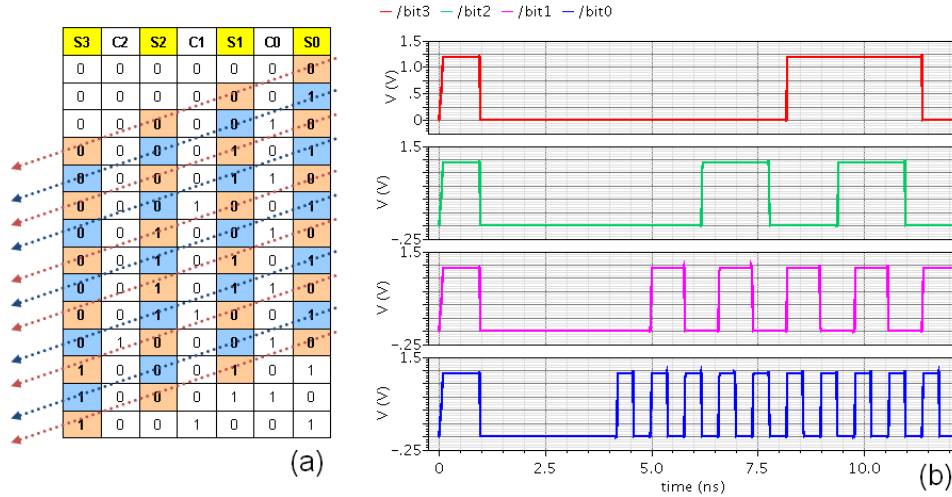 S3 C2 S2 C1 S1 C0 S0
0 0 0 0 0 0 0
0 0 0 0 0 0 1
0 0 0 0 0 1 0
0 0 0 0 1 0 1
0 0 0 0 1 1 0
0 0 0 1 0 0 1
0 0 1 0 0 1 0
0 0 1 0 1 0 1
0 0 1 0 1 1 0
0 0 1 1 0 0 1
0 1 0 0 0 1 0
1 0 0 0 1 0 1
1 0 0 0 1 1 0
1 0 0 1 0 0 1
(a)
/bit3 /bit2 /bit1 /bit0
1.5
1.0
.5
0
V (V)
1.5
V (V)
-.25
1.5
V (V)
-.25
1.5
V (V)
-.25
0 2.5 5.0 7.5 10.0
time (ns)
(b)